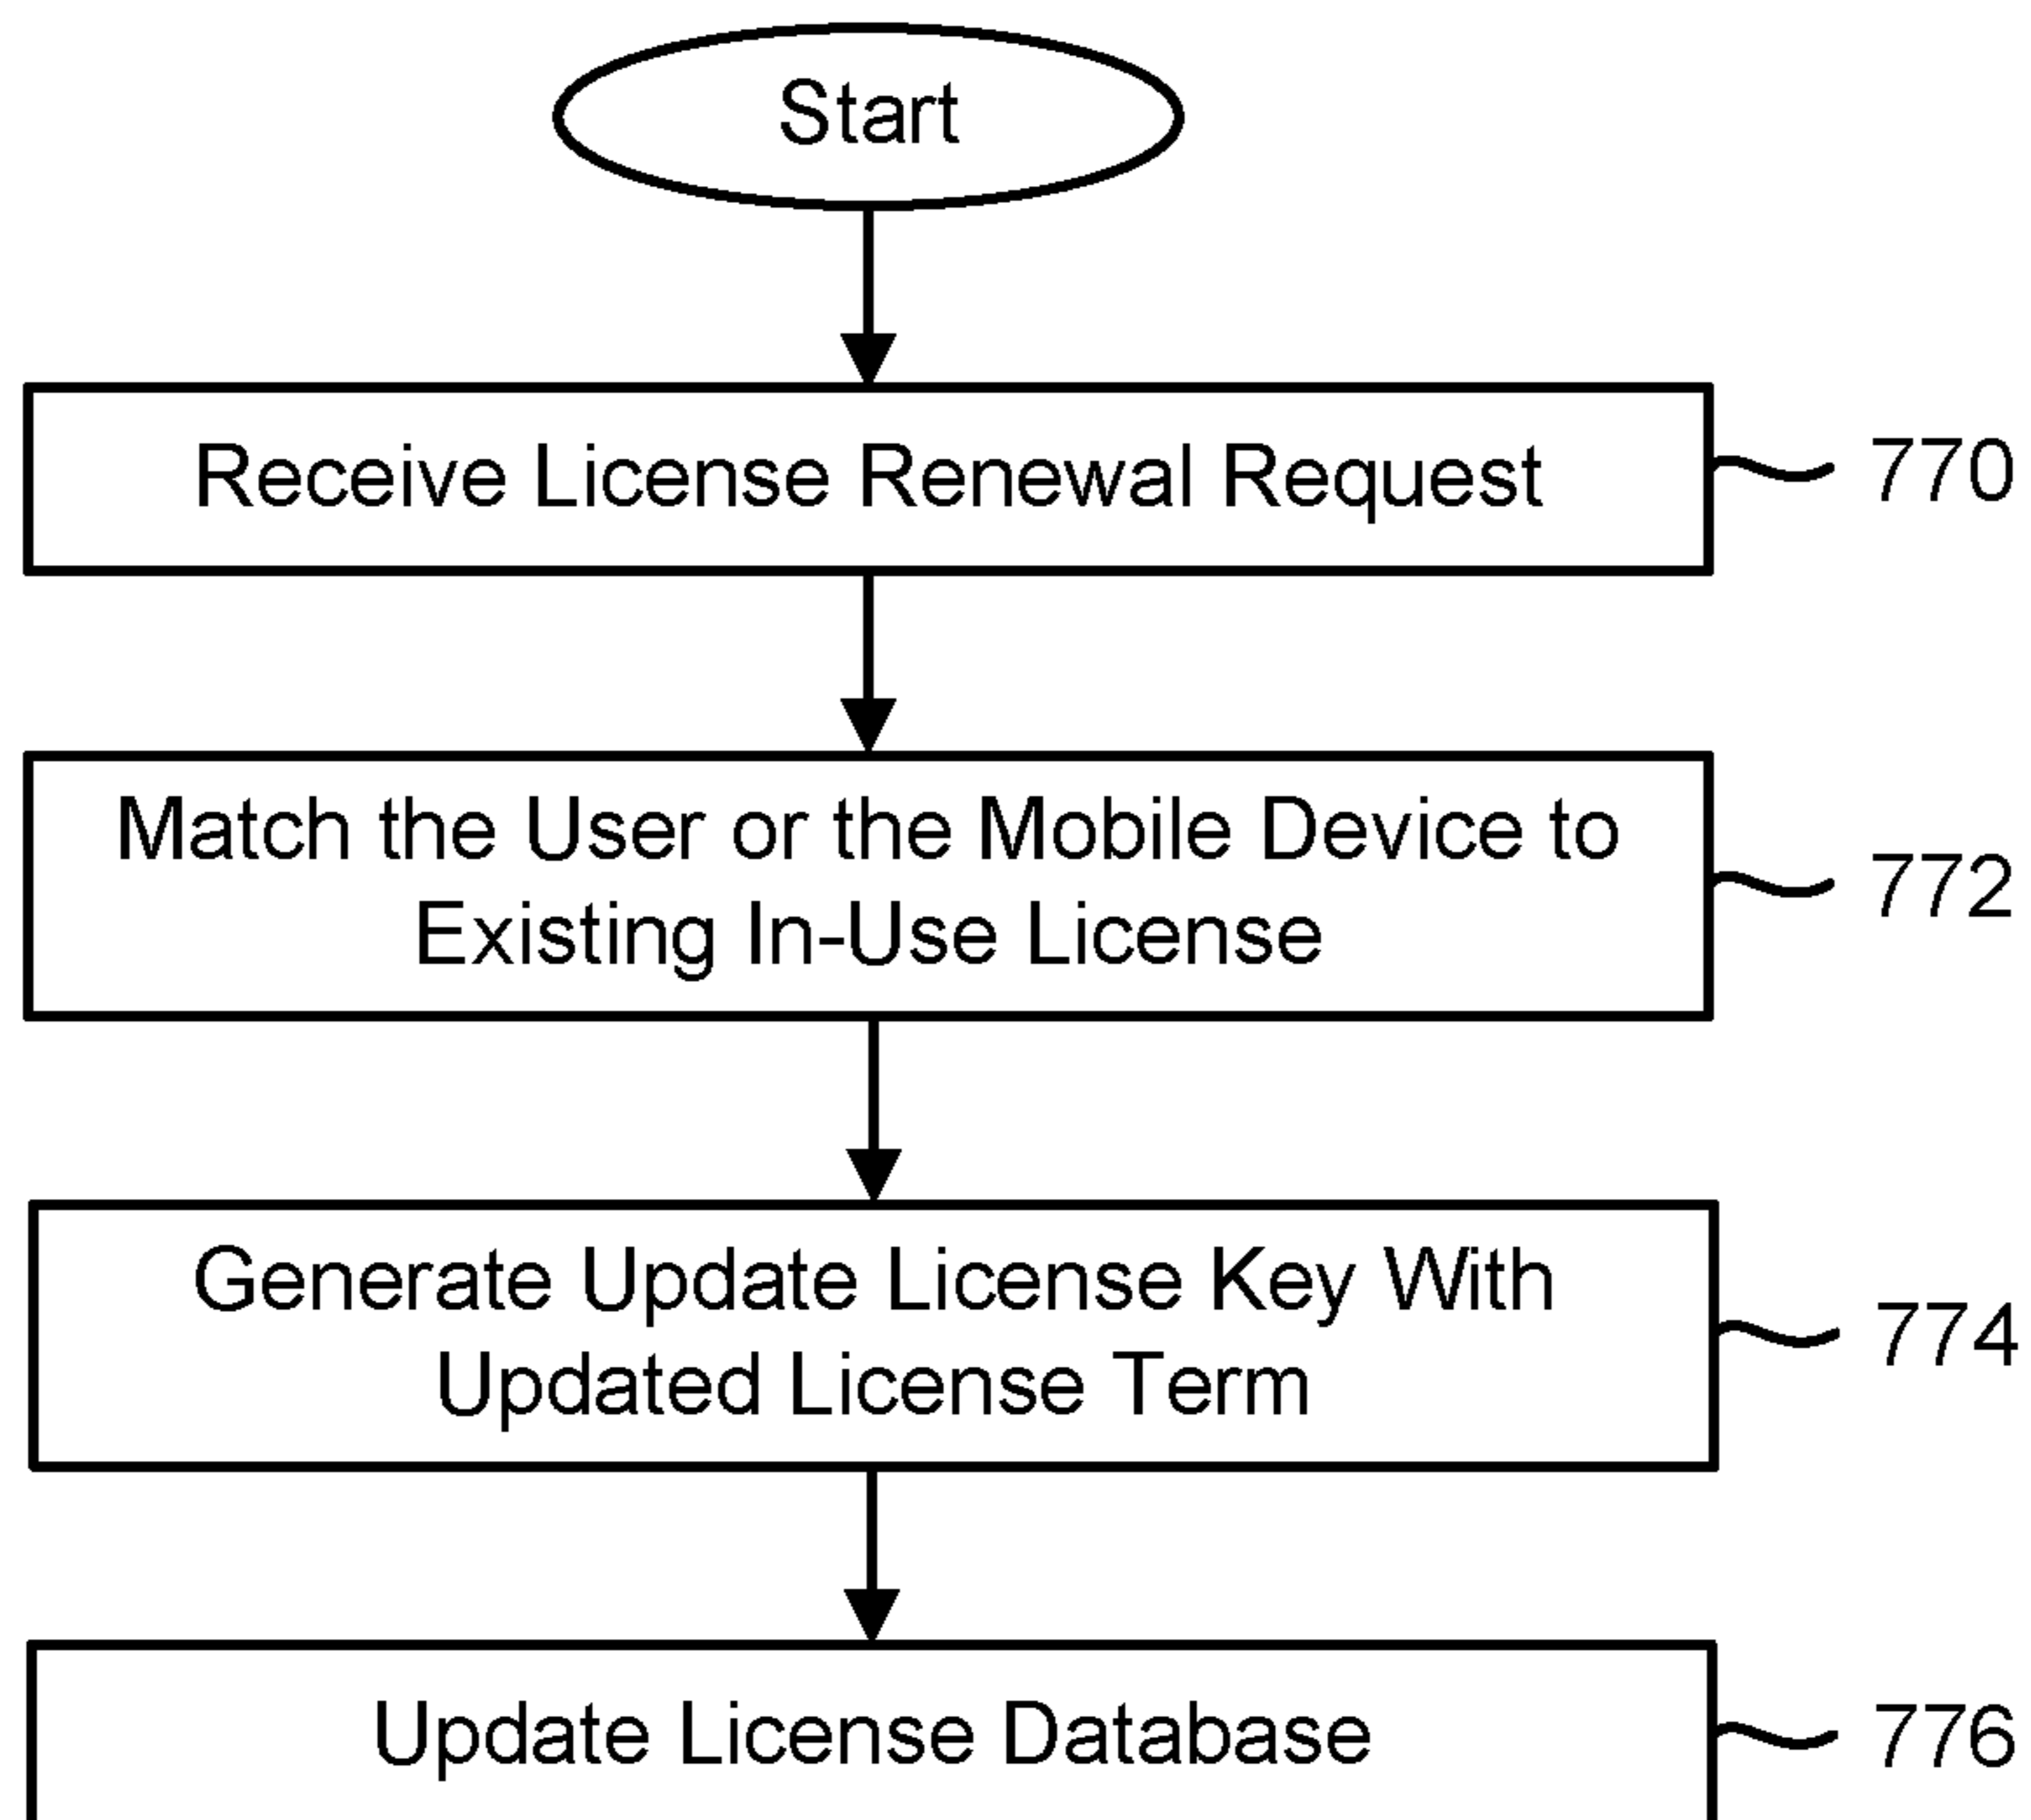 Start
Receive License Renewal Request
770
Match the User or the Mobile Device to
Existing In-Use License
772
Generate Update License Key With
Updated License Term
774
Update License Database
776